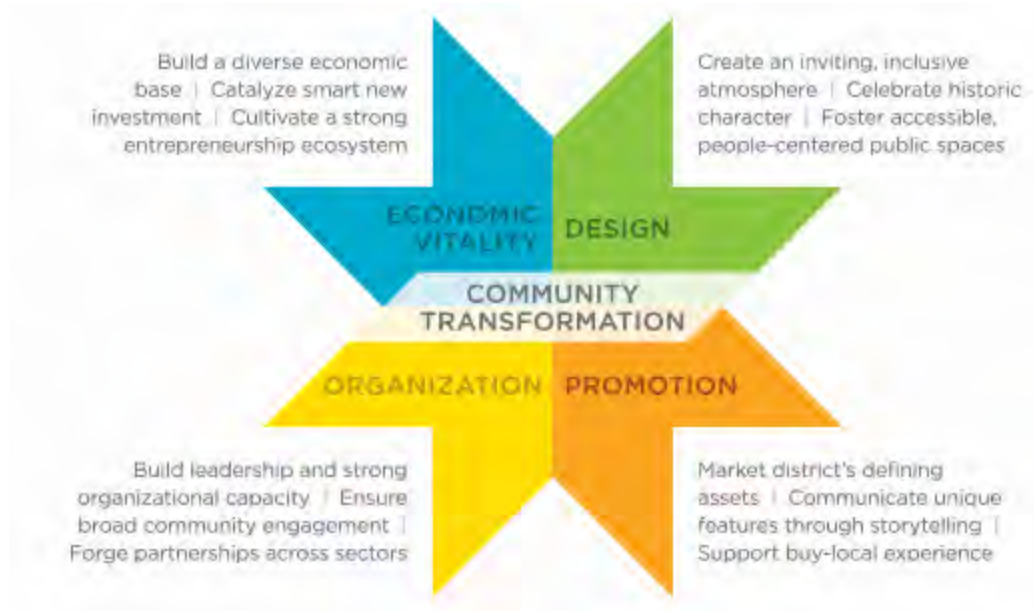 Build a diverse economic
base | Catalyze smart new
investment | Cultivate a strong
entrepreneurship ecosystem
Create an inviting, inclusive
atmosphere | Celebrate historic
character | Foster accessible,
people-centered public spaces
ECONOMIC
VITALITY
DESIGN
COMMUNITY
TRANSFORMATION
ORGANIZATION
PROMOTION
Build leadership and strong
organizational capacity | Ensure
broad community engagement |
Forge partnerships across sectors
Market district's defining
assets | Communicate unique
features through storytelling |
Support buy-local experience